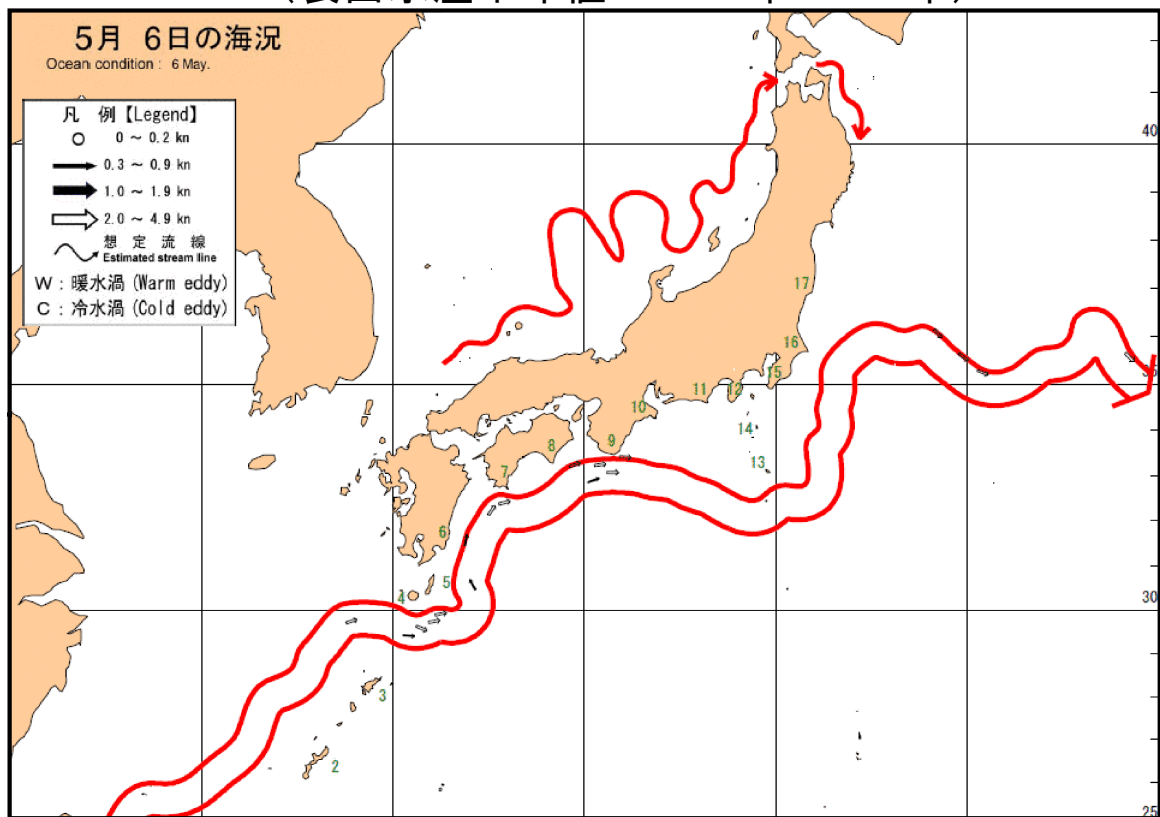 5月 6日の海況
Ocean condition : 6 May.
凡 例【Legend】
0 ～ 0.2 kn
0.3 ～ 0.9 kn
1.0 ～ 1.9 kn
2.0 ～ 4.9 kn
想 定 流 線
Estimated stream line
W : 暖水渦 (Warm eddy)
C : 冷水渦 (Cold eddy)
40
17
16
35
15
12
11
10
14
9
8
13
7
6
5
4
30
3
2
25